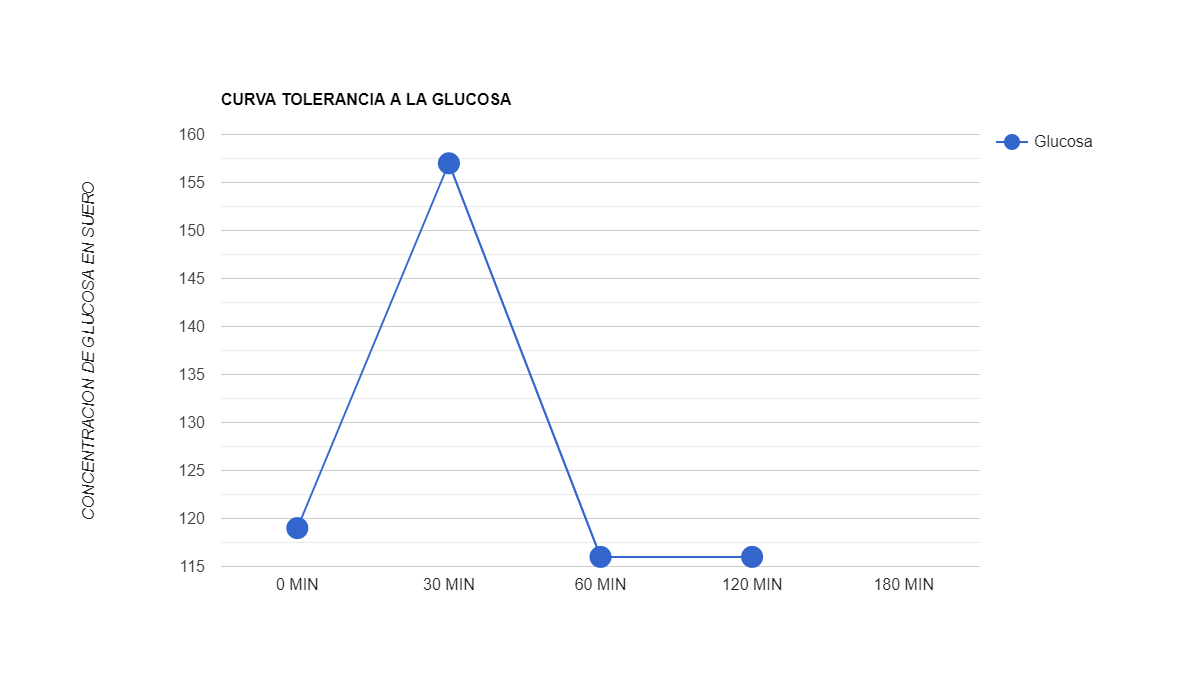 CURVA TOLERANCIA A LA GLUCOSA
Glucosa
CONCENTRACION DE GLUCOSA EN SUERO
160
155
150
145
140
135
130
125
120
115
0 MIN
30 MIN
60 MIN
120 MIN
180 MIN